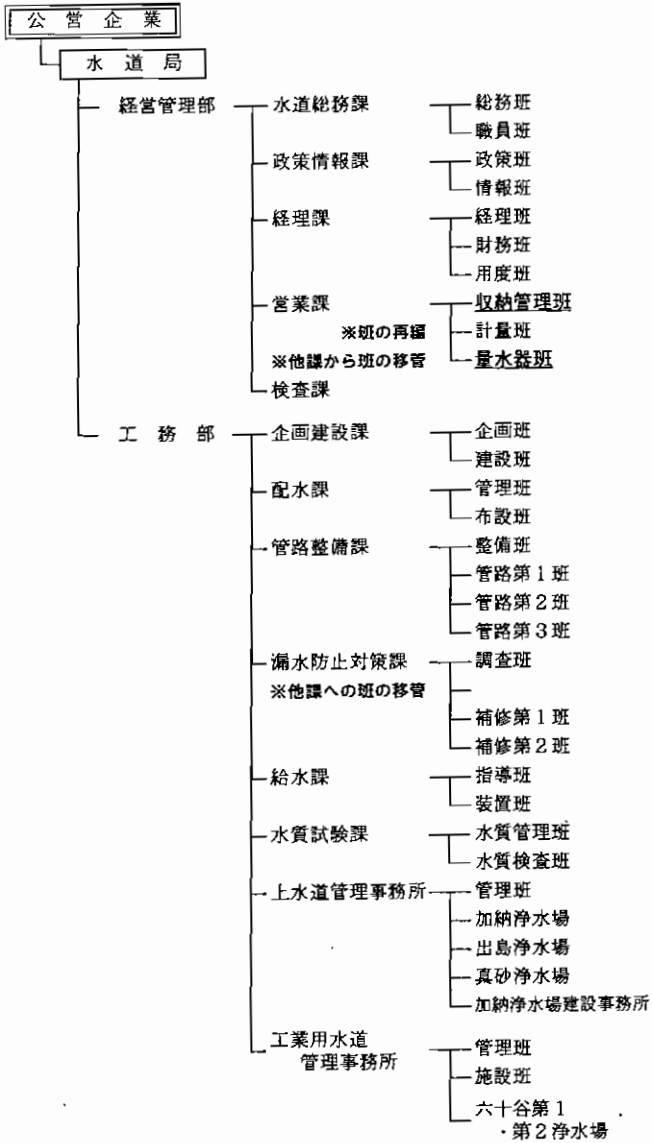 公営企業
水道局
経営管理部 水道総務課 総務班
職員班
政策情報課 政策班
情報班
経理課 経理班
財務班
用度班
営業課 収納管理班
※班の再編 計量班
※他課から班の移管 量水器班
検査課
工務部 企画建設課 企画班
建設班
配水課 管理班
布設班
管路整備課 整備班
管路第1班
管路第2班
管路第3班
漏水防止対策課 調査班
※他課への班の移管
補修第1班
補修第2班
給水課 指導班
装置班
水質試験課 水質管理班
水質検査班
上水道管理事務所 管理班
加納浄水場
出島浄水場
真砂浄水場
加納浄水場建設事務所
工業用水道 管理班
管理事務所 施設班
六十谷第1
・第2浄水場